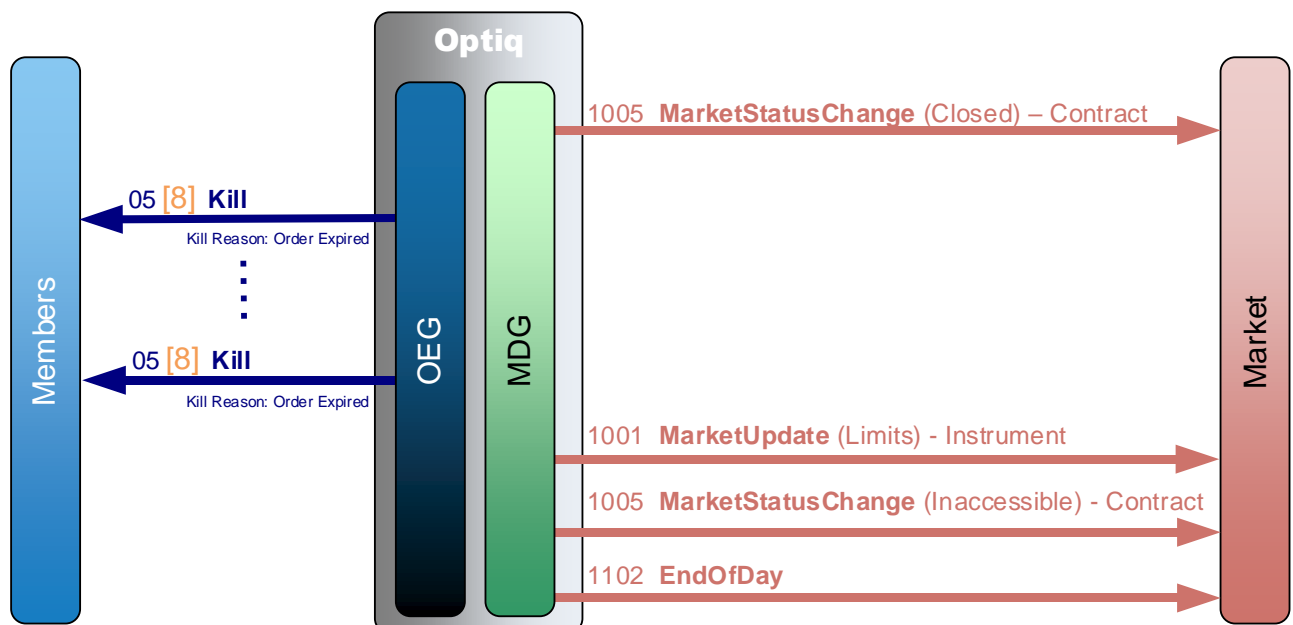 Optiq
1005 MarketStatusChange (Closed) – Contract
05 [8] Kill
Kill Reason: Order Expired
05 [8] Kill
Kill Reason: Order Expired
Members
OEG
MDG
Market
1001 MarketUpdate (Limits) - Instrument
1005 MarketStatusChange (Inaccessible) - Contract
1102 EndOfDay